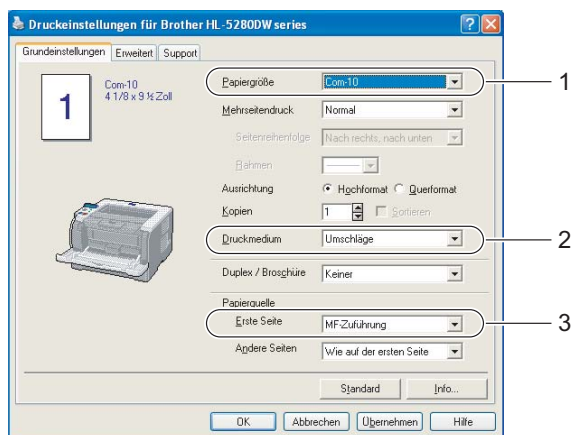 Druckeinstellungen für Brother HL-5280DW series
Grundeinstellungen Erweitert Support
Com-10
4 1/8 x 9 ½ Zoll
1
Papiergröße Com-10 1
Mehrseitendruck Normal
Seitenreihenfolge Nach rechts, nach unten
Rahmen
Ausrichtung Hochformat Querformat
Kopien 1 Sortieren
Druckmedium Umschläge 2
Duplex / Broschüre Keiner
Papierquelle
Erste Seite MF-Zuführung 3
Andere Seiten Wie auf der ersten Seite
Standard Info...
OK Abbrechen Übernehmen Hilfe